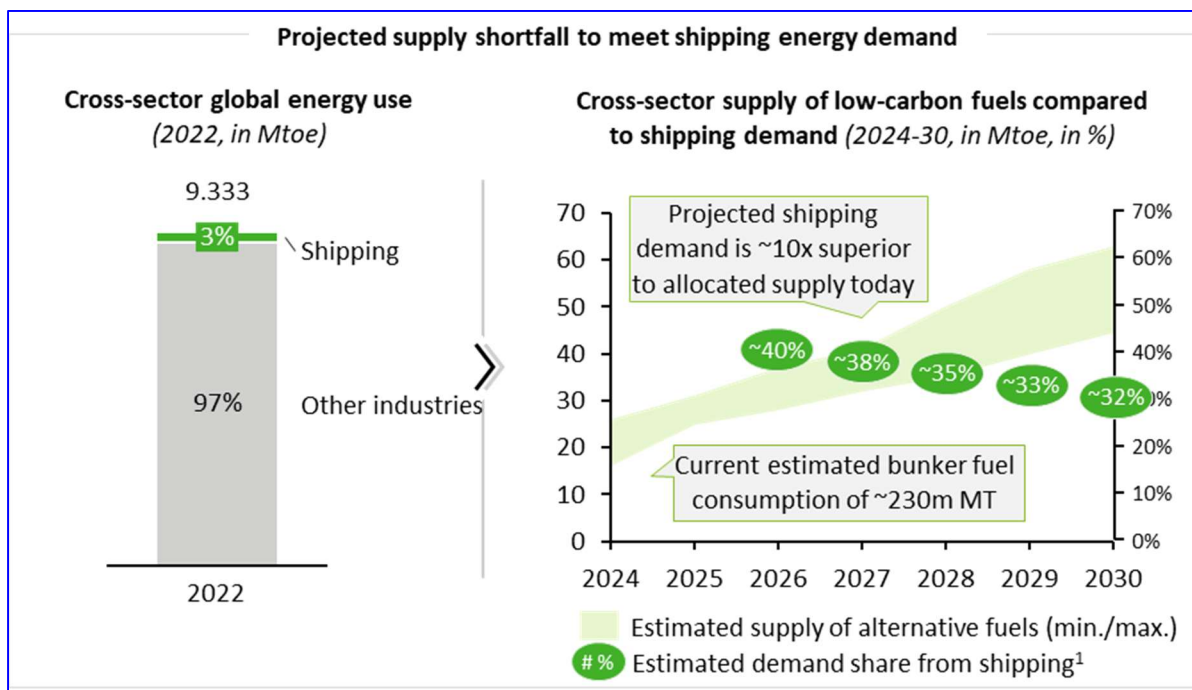 Projected supply shortfall to meet shipping energy demand
Cross-sector global energy use
(2022, in Mtoe)
9.333
3%
Shipping
97%
Other industries
2022
Cross-sector supply of low-carbon fuels compared
to shipping demand (2024-30, in Mtoe, in %)
70
60
50
40
30
20
10
0
Projected shipping
demand is ~10x superior
to allocated supply today
~40%
~38%
~35%
~33%
~32%
Current estimated bunker fuel
consumption of ~230m MT
70%
60%
50%
40%
20%
10%
0%
2024 2025 2026 2027 2028 2029 2030
Estimated supply of alternative fuels (min./max.)
# % Estimated demand share from shipping¹